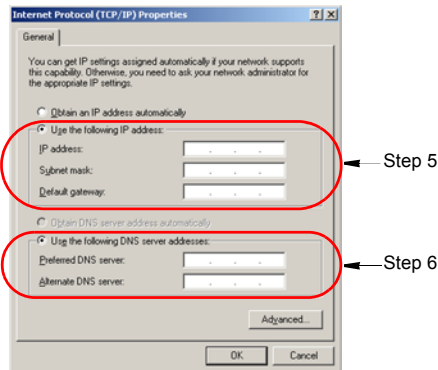 Internet Protocol (TCP/IP) Properties
General
You can get IP settings assigned automatically if your network supports
this capability. Otherwise, you need to ask your network administrator for
the appropriate IP settings.
Obtain an IP address automatically
Use the following IP address:
IP address:
Subnet mask:
Default gateway:
Step 5
Obtain DNS server address automatically
Use the following DNS server addresses:
Preferred DNS server:
Alternate DNS server:
Step 6
Advanced...
OK
Cancel